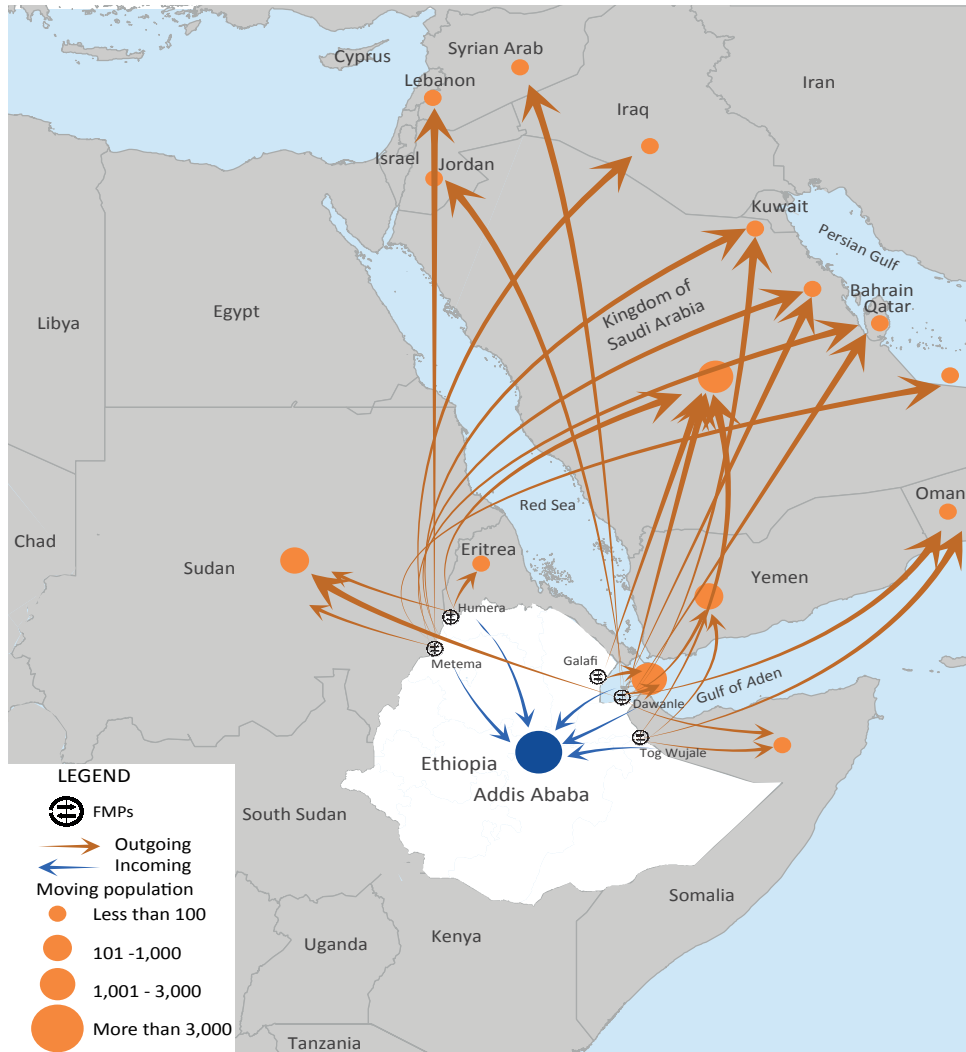 Cyprus
Syrian Arab
Lebanon
Iran
Iraq
Israel
Jordan
Kuwait
Persian Gulf
Bahrain
Qatar
Kingdom of
Saudi Arabia
Libya
Egypt
Red Sea
Oman
Chad
Sudan
Eritrea
Yemen
Humera
Metema
Galafi
Dawanle
Gulf of Aden
Tog Wujale
Ethiopia
Addis Ababa
South Sudan
Somalia
Uganda
Kenya
Tanzania
LEGEND
FMPs
Outgoing
Incoming
Moving population
Less than 100
101 -1,000
1,001 - 3,000
More than 3,000